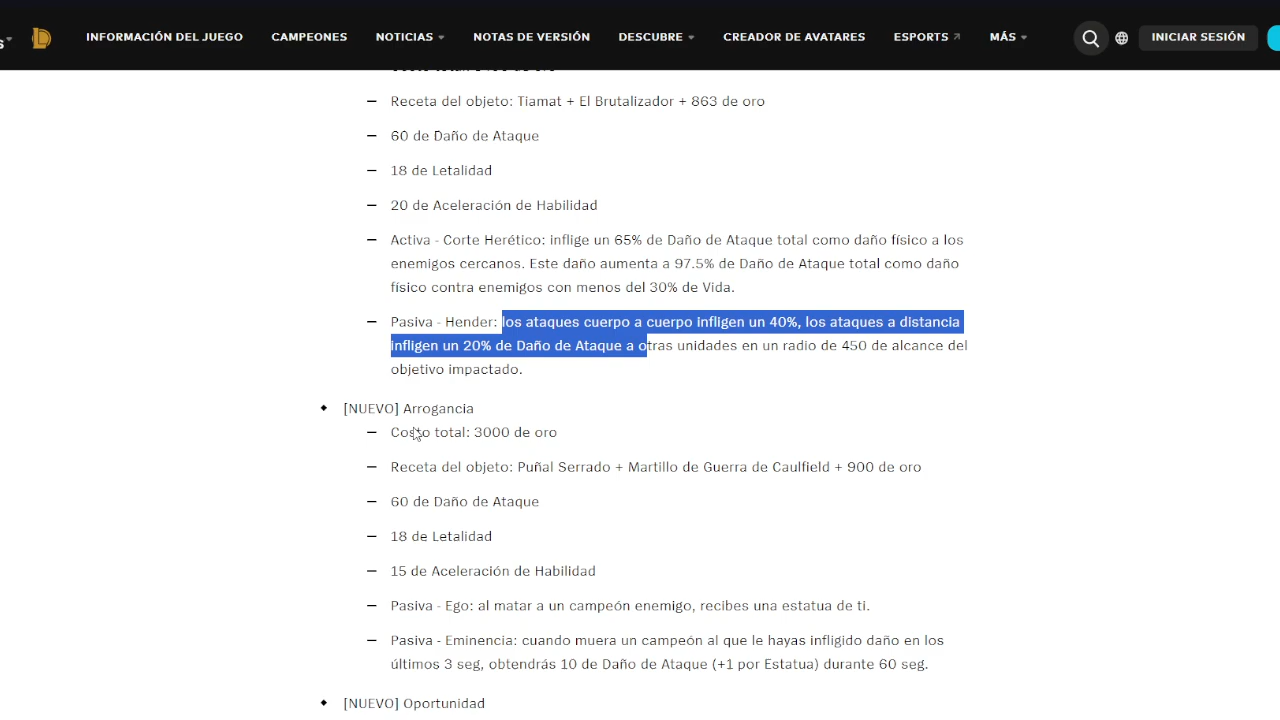 INFORMACIÓN DEL JUEGO CAMPEONES NOTICIAS NOTAS DE VERSIÓN DESCUBRE CREADOR DE AVATARES ESPORTS MÁS INICIAR SESIÓN
— Receta del objeto: Tiamat + El Brutalizador + 863 de oro
— 60 de Daño de Ataque
— 18 de Letalidad
— 20 de Aceleración de Habilidad
— Activa - Corte Herético: inflige un 65% de Daño de Ataque total como daño físico a los
enemigos cercanos. Este daño aumenta a 97.5% de Daño de Ataque total como daño
físico contra enemigos con menos del 30% de Vida.
— Pasiva - Hender: los ataques cuerpo a cuerpo infligen un 40%, los ataques a distancia
infligen un 20% de Daño de Ataque a otras unidades en un radio de 450 de alcance del
objetivo impactado.
◆ [NUEVO] Arrogancia
— Costo total: 3000 de oro
— Receta del objeto: Puñal Serrado + Martillo de Guerra de Caulfield + 900 de oro
— 60 de Daño de Ataque
— 18 de Letalidad
— 15 de Aceleración de Habilidad
— Pasiva - Ego: al matar a un campeón enemigo, recibes una estatua de ti.
— Pasiva - Eminencia: cuando muera un campeón al que le hayas infligido daño en los
últimos 3 seg, obtendrás 10 de Daño de Ataque (+1 por Estatua) durante 60 seg.
◆ [NUEVO] Oportunidad